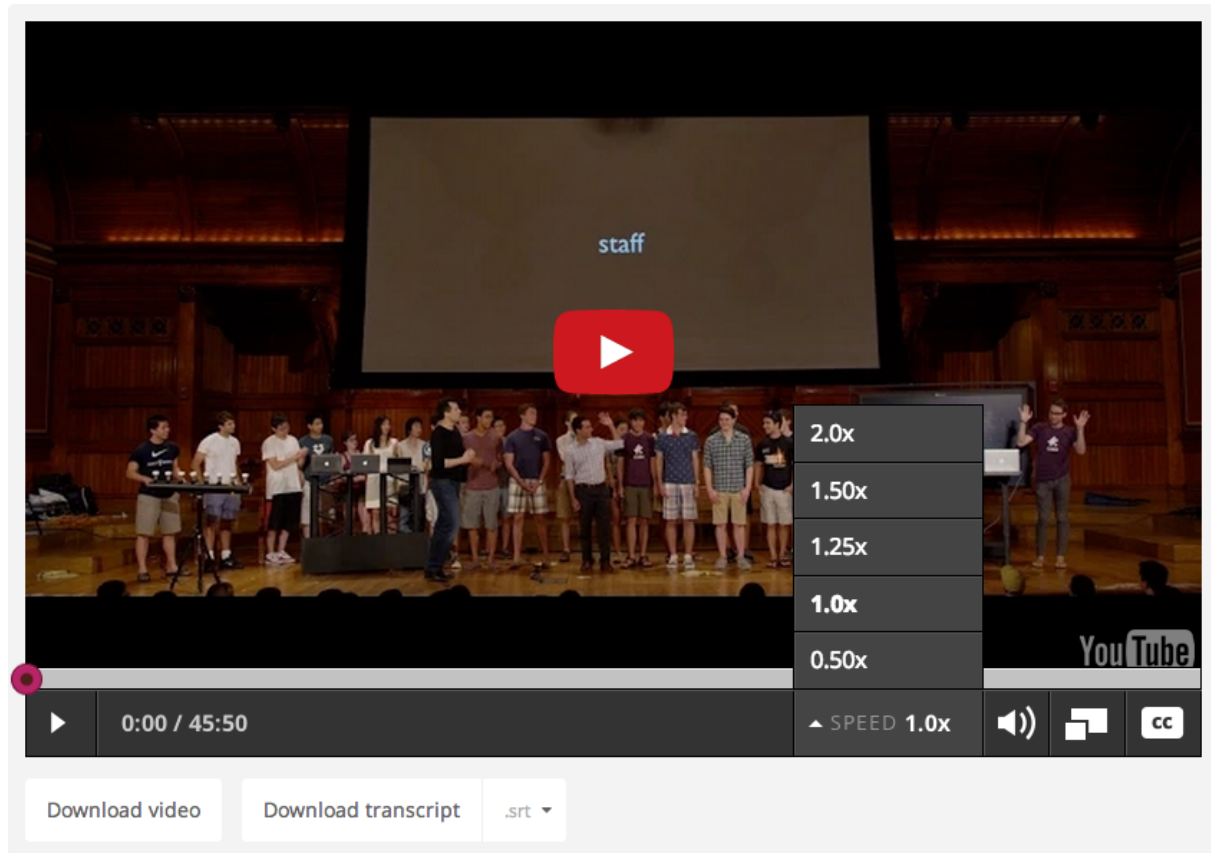 staff
2.0x
1.50x
1.25x
1.0x
0.50x
YouTube
0:00 / 45:50
SPEED 1.0x
cc
Download video
Download transcript
.srt